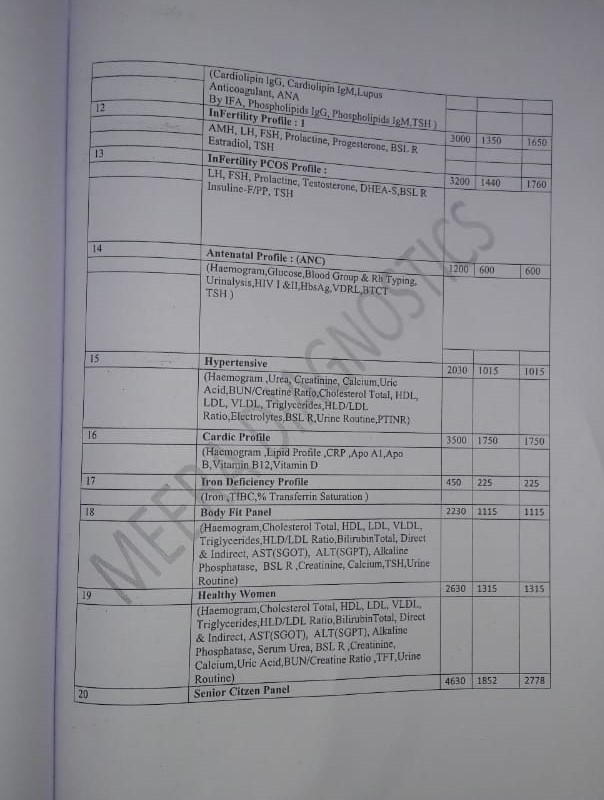 (Cardiolipin IgG, Cardiolipin IgM,Lupus
Anticoagulant, ANA
By IFA, Phospholipids IgG, Phospholipids IgM,TSH )
12 InFertility Profile : I 3000 1350 1650
AMH, LH, FSH, Prolactine, Progesterone, BSL R
Estradiol, TSH
13 InFertility PCOS Profile : 3200 1440 1760
LH, FSH, Prolactine, Testosterone, DHEA-S,BSL R
Insuline-F/PP, TSH
14 Antenatal Profile : (ANC) 1200 600 600
(Haemogram,Glucose,Blood Group & Rh Typing,
Urinalysis,HIV I &II,HbsAg,VDRL,BTCT
TSH )
15 Hypertensive 2030 1015 1015
(Haemogram ,Urea, Creatinine, Calcium,Uric
Acid,BUN/Creatine Ratio,Cholesterol Total, HDL,
LDL, VLDL, Triglycerides,HLD/LDL
Ratio,Electrolytes,BSL R,Urine Routine,PTINR)
16 Cardic Profile 3500 1750 1750
(Haemogram ,Lipid Profile ,CRP ,Apo A1,Apo
B,Vitamin B12,Vitamin D
17 Iron Deficiency Profile 450 225 225
(Iron ,TIBC,% Transferrin Saturation )
18 Body Fit Panel 2230 1115 1115
(Haemogram,Cholesterol Total, HDL, LDL, VLDL,
Triglycerides,HLD/LDL Ratio,BilirubinTotal, Direct
& Indirect, AST(SGOT), ALT(SGPT), Alkaline
Phosphatase, BSL R ,Creatinine, Calcium,TSH,Urine
Routine)
19 Healthy Women 2630 1315 1315
(Haemogram,Cholesterol Total, HDL, LDL, VLDL,
Triglycerides,HLD/LDL Ratio,BilirubinTotal, Direct
& Indirect, AST(SGOT), ALT(SGPT), Alkaline
Phosphatase, Serum Urea, BSL R ,Creatinine,
Calcium,Uric Acid,BUN/Creatine Ratio ,TFT,Urine
Routine)
20 Senior Citzen Panel 4630 1852 2778
MEERA DIAGNOSTICS